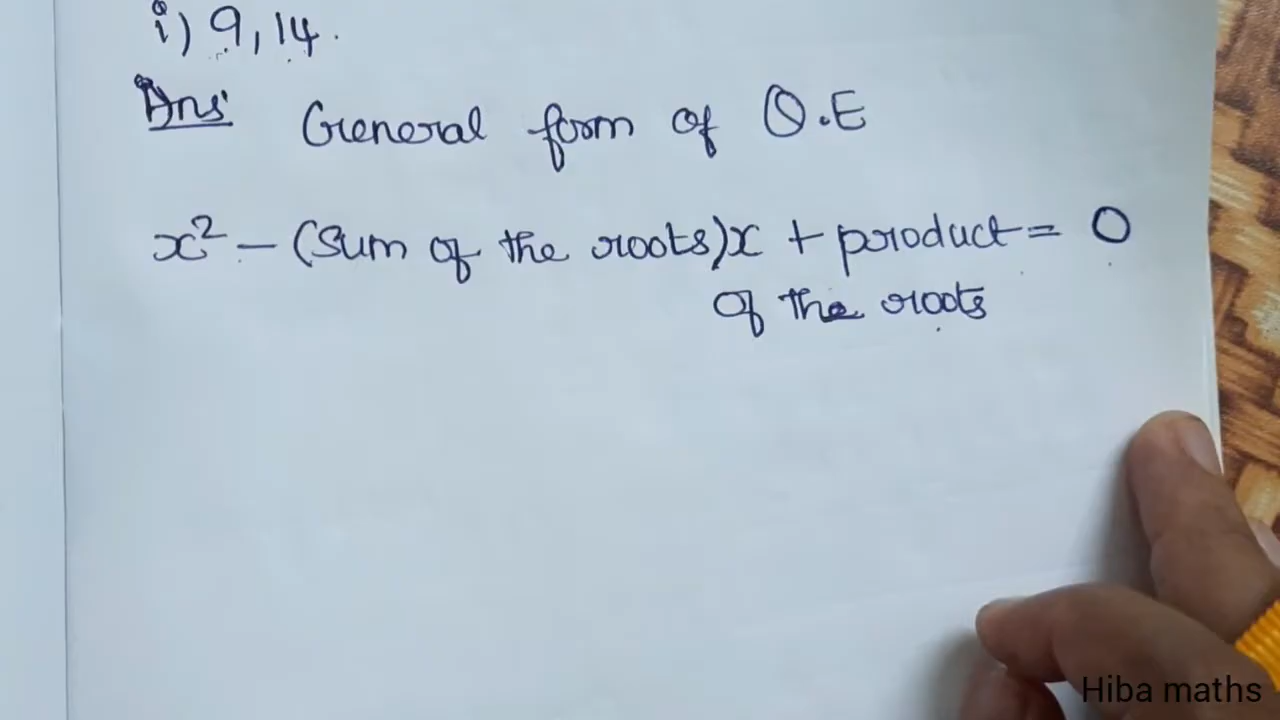 i) 9, 14.
Ans:
General form of Q.E
x² - (Sum of the roots)x + product = 0
of the roots
Hiba maths